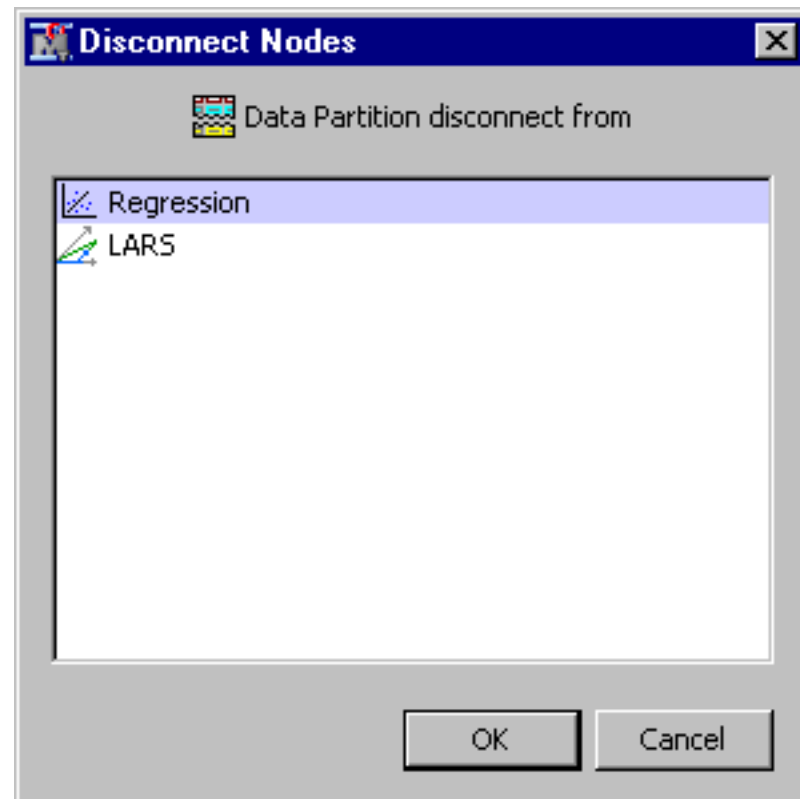 Disconnect Nodes
Data Partition disconnect from
Regression
LARS
OK
Cancel